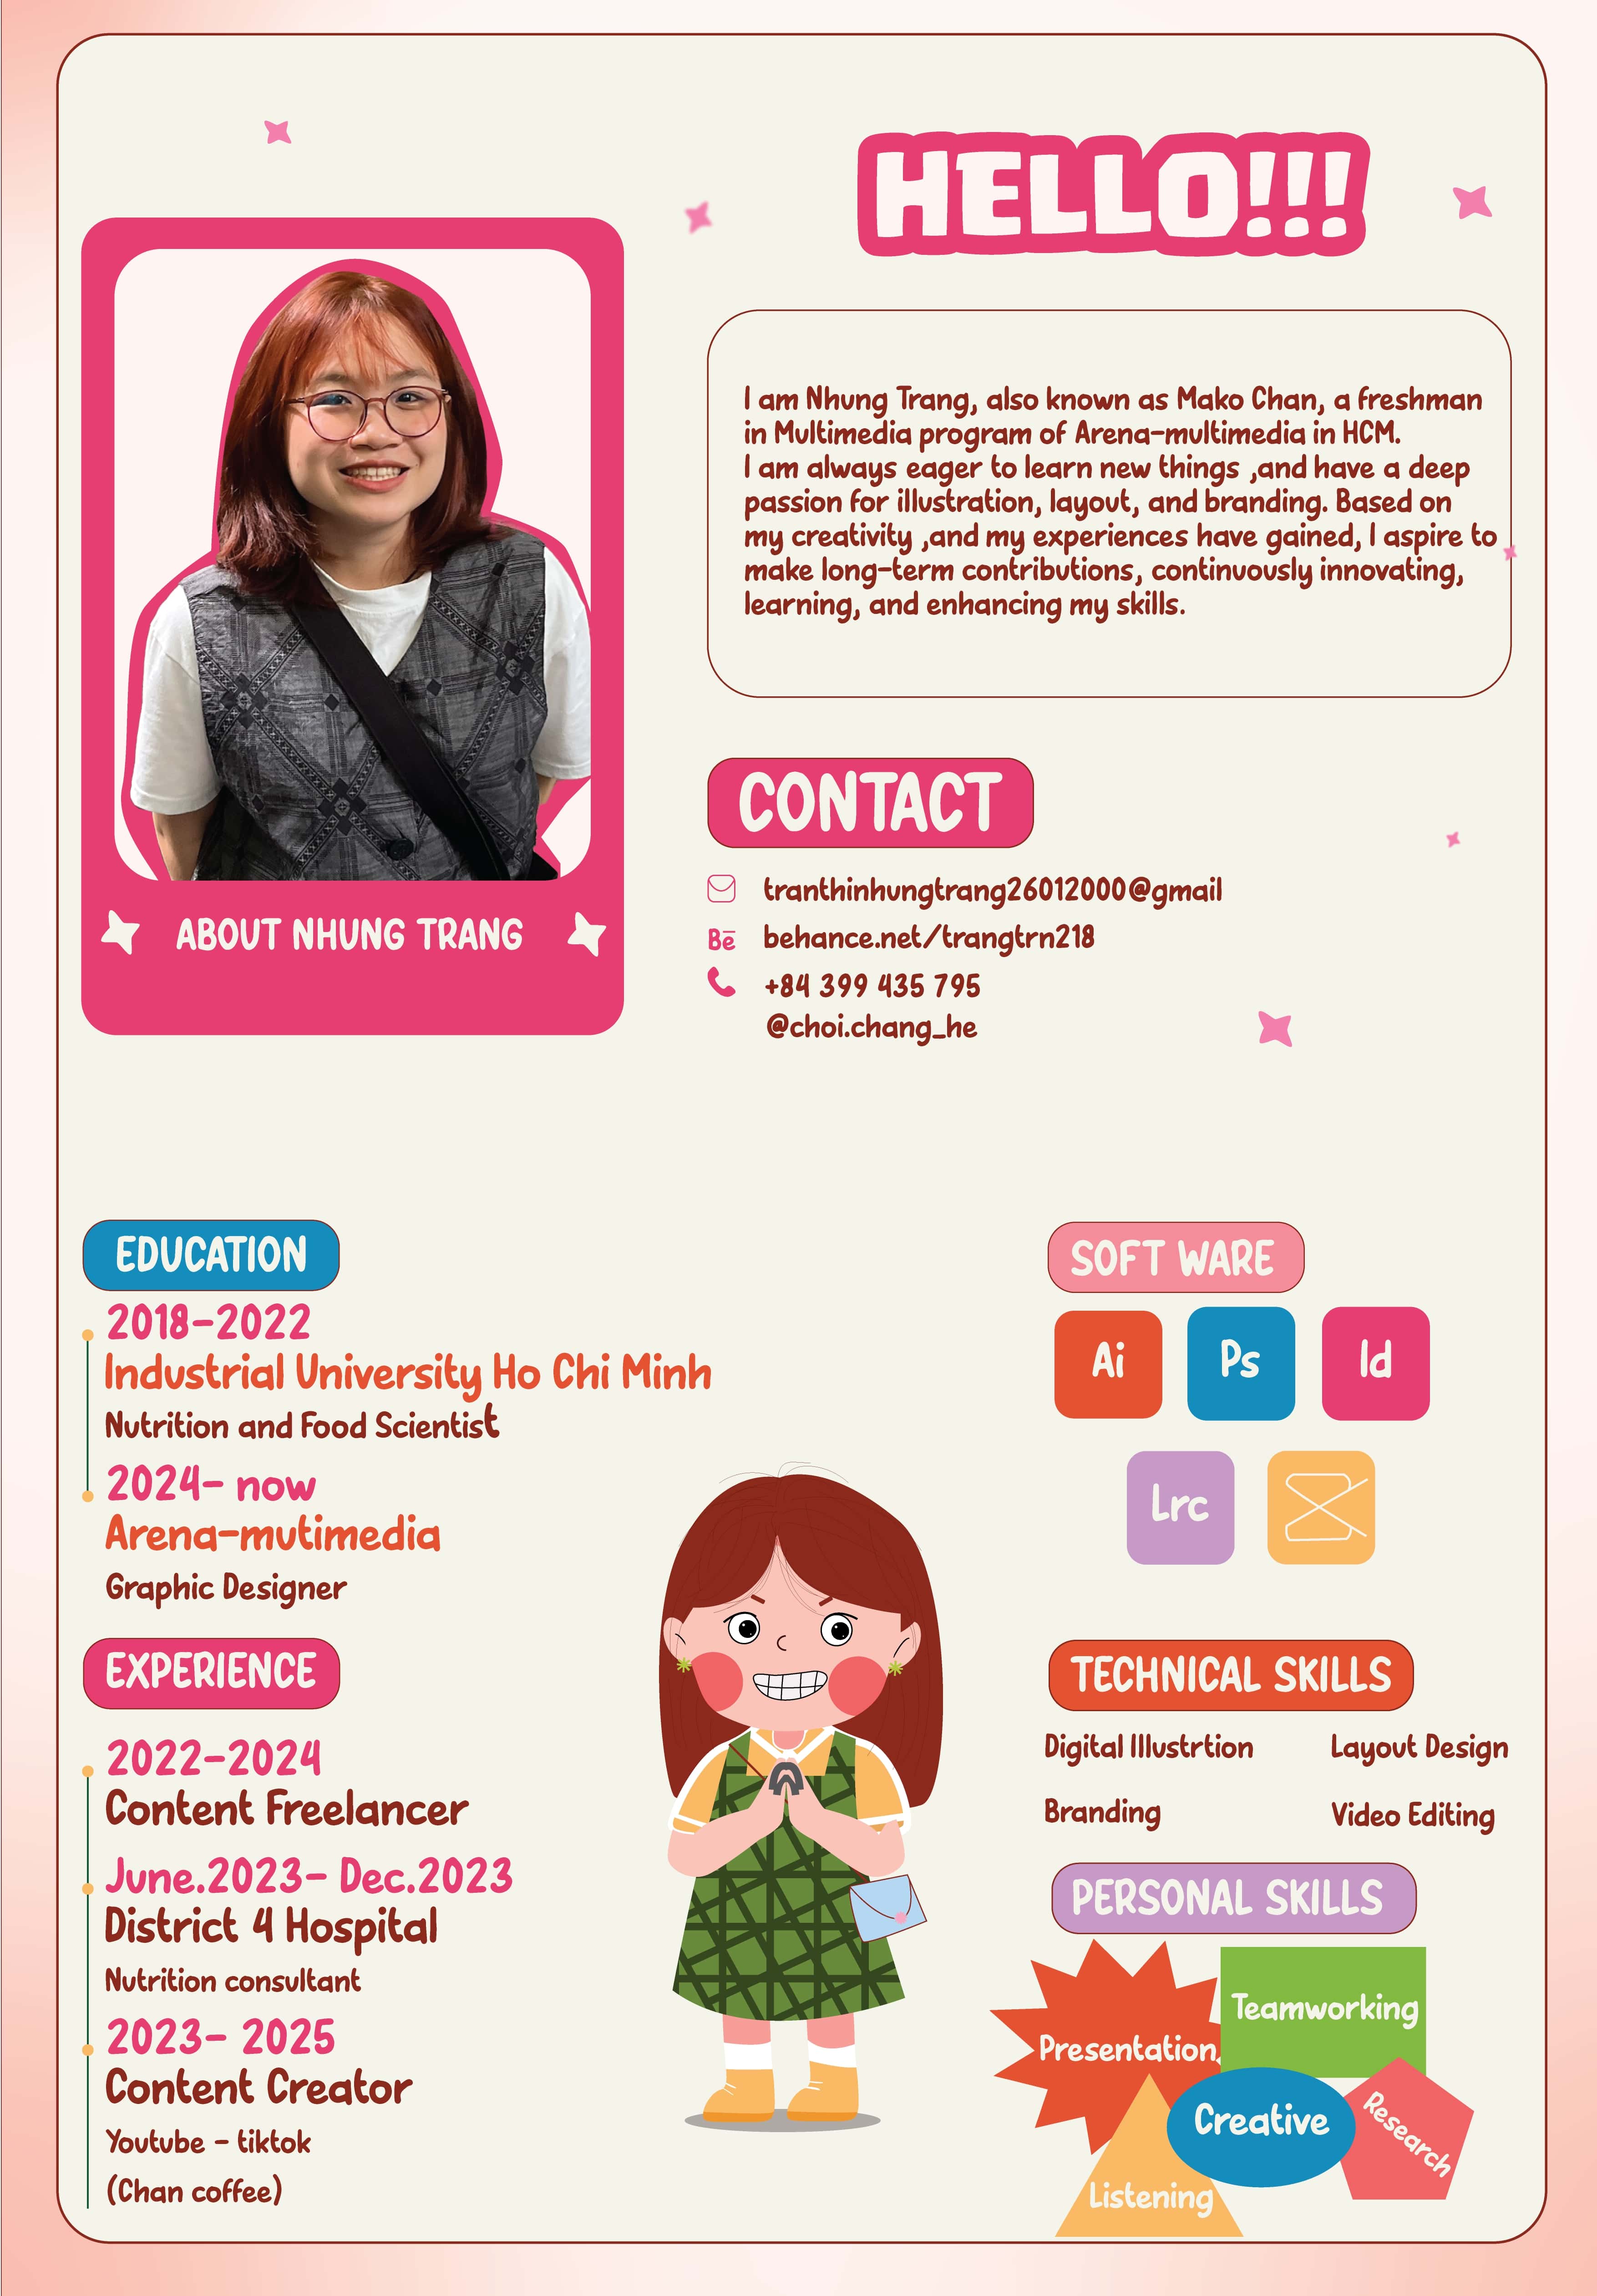 HELLO!!!
I am Nhung Trang, also known as Mako Chan, a freshman
in Multimedia program of Arena-multimedia in HCM.
I am always eager to learn new things ,and have a deep
passion for illustration, layout, and branding. Based on
my creativity ,and my experiences have gained, I aspire to
make long-term contributions, continuously innovating,
learning, and enhancing my skills.
ABOUT NHUNG TRANG
CONTACT
tranthinhungtrang26012000@gmail
Bē behance.net/trangtrn218
+84 399 435 795
@choi.chang_he
EDUCATION
2018-2022
Industrial University Ho Chi Minh
Nutrition and Food Scientist
2024- now
Arena-mutimedia
Graphic Designer
EXPERIENCE
2022-2024
Content Freelancer
June.2023- Dec.2023
District 4 Hospital
Nutrition consultant
2023- 2025
Content Creator
Youtube - tiktok
(Chan coffee)
SOFT WARE
Ai Ps Id
Lrc
TECHNICAL SKILLS
Digital Illustrtion Layout Design
Branding Video Editing
PERSONAL SKILLS
Teamworking
Presentation
Creative
Research
Listening